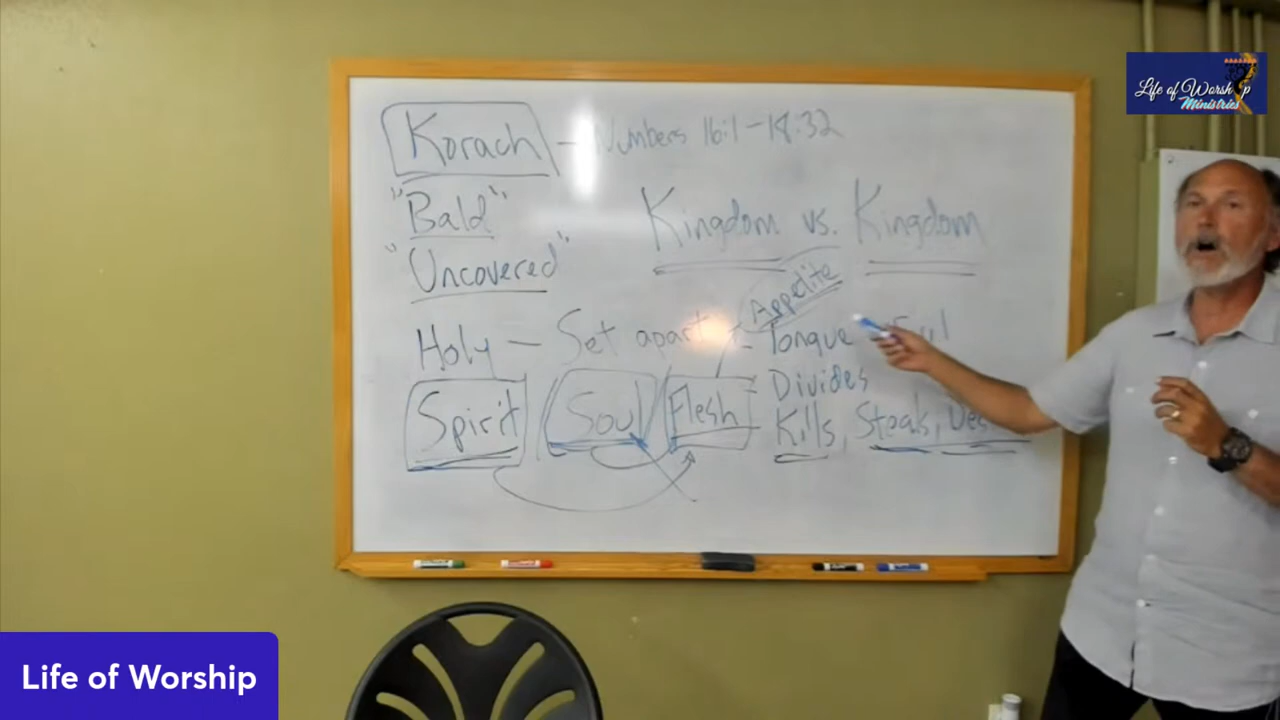 Life of Worship
Ministries
Korach - Numbers 16:1-18:32
"Bald"
Kingdom vs. Kingdom
"Uncovered"
Appetite
Holy - Set apart - Tongue
- Divides
Spirit Soul Flesh
Kills, Steals,
Life of Worship